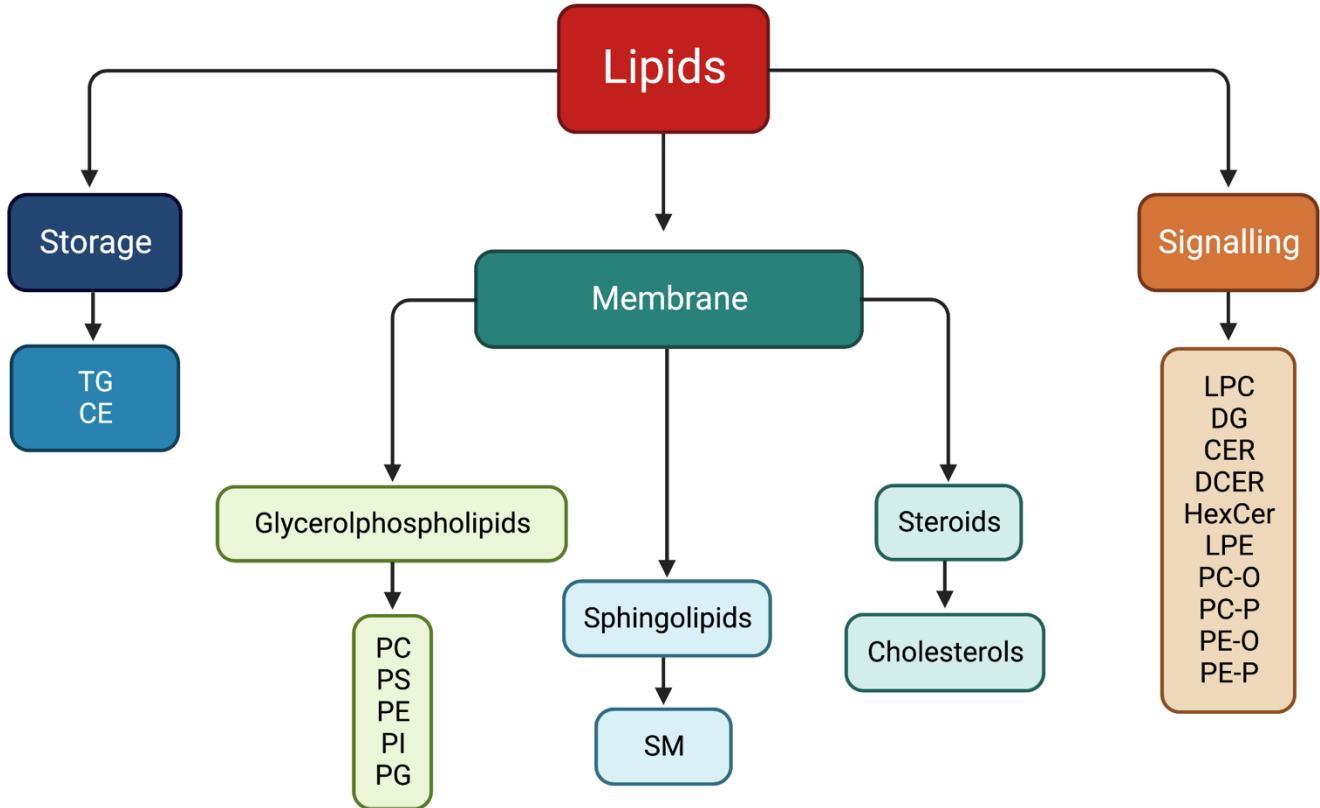 Lipids
Storage
TG
CE
Membrane
Glycerolphospholipids
PC
PS
PE
PI
PG
Sphingolipids
SM
Steroids
Cholesterols
Signalling
LPC
DG
CER
DCER
HexCer
LPE
PC-O
PC-P
PE-O
PE-P